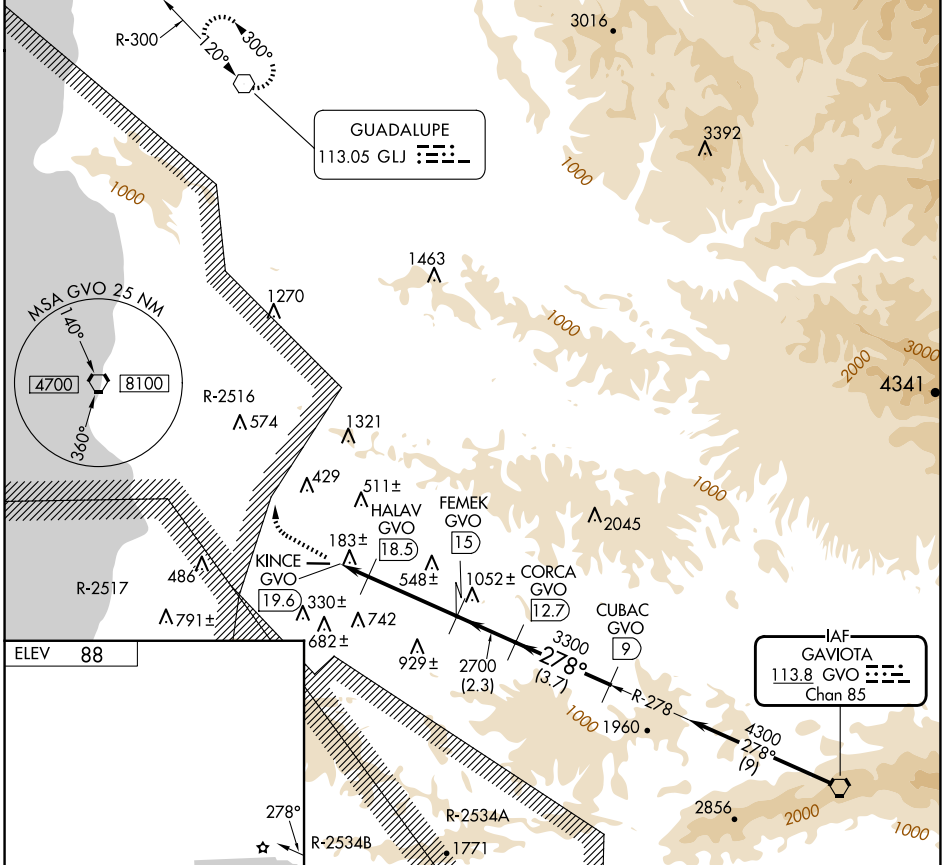 3016
R-300
120°
300°
GUADALUPE
113.05 GLJ
3392
1000
1000
MSA GVO 25 NM
140°
4700
8100
360°
1463
1270
1000
3000
2000
4341
R-2516
574
1321
429
511±
HALAV
GVO
18.5
FEMEK
GVO
15
2045
1000
183±
KINCE
GVO
19.6
548±
1052±
CORCA
GVO
12.7
CUBAC
GVO
9
486
R-2517
791±
330±
682±
742
929±
2700
(2.3)
3300
278°
(3.7)
R-278
IAF
GAVIOTA
113.8 GVO
Chan 85
ELEV 88
1000
1960
4300
278°
(9)
2856
2000
1000
278°
R-2534B
R-2534A
1771